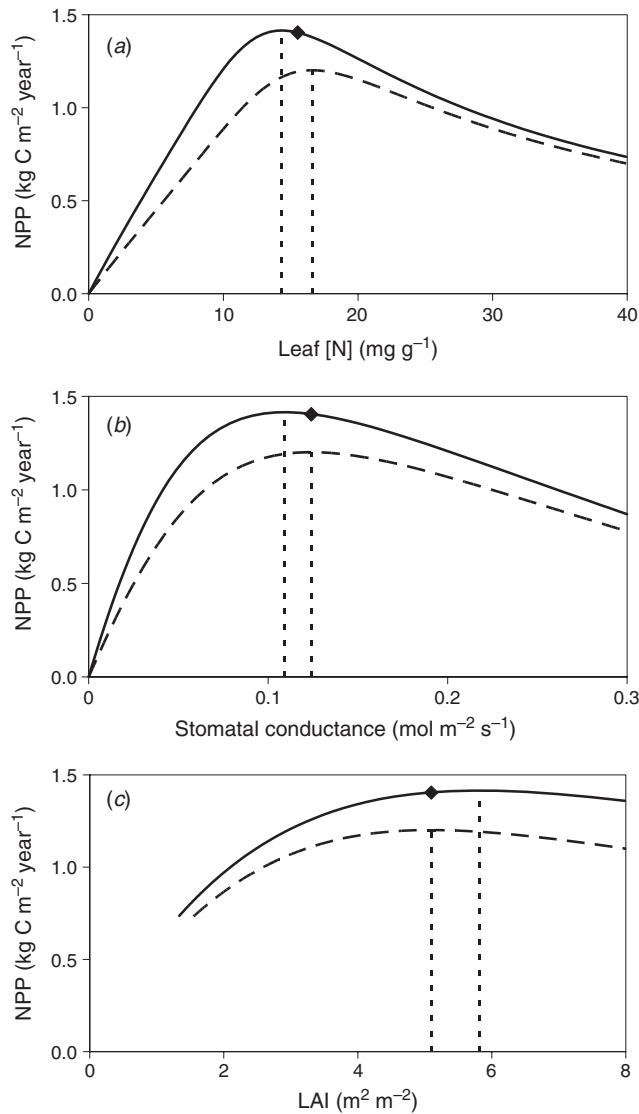 (a)
1.5
1.0
0.5
0.0
NPP (kg C m⁻² year⁻¹)
0 10 20 30 40
Leaf [N] (mg g⁻¹)
(b)
1.5
1.0
0.5
0.0
NPP (kg C m⁻² year⁻¹)
0 0.1 0.2 0.3
Stomatal conductance (mol m⁻² s⁻¹)
(c)
1.5
1.0
0.5
0.0
NPP (kg C m⁻² year⁻¹)
0 2 4 6 8
LAI (m² m⁻²)